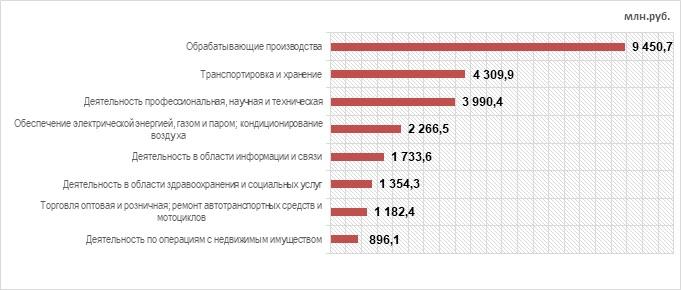 млн.руб.
Обрабатывающие производства 9 450,7
Транспортировка и хранение 4 309,9
Деятельность профессиональная, научная и техническая 3 990,4
Обеспечение электрической энергией, газом и паром; кондиционирование
воздуха 2 266,5
Деятельность в области информации и связи 1 733,6
Деятельность в области здравоохранения и социальных услуг 1 354,3
Торговля оптовая и розничная; ремонт автотранспортных средств и
мотоциклов 1 182,4
Деятельность по операциям с недвижимым имуществом 896,1